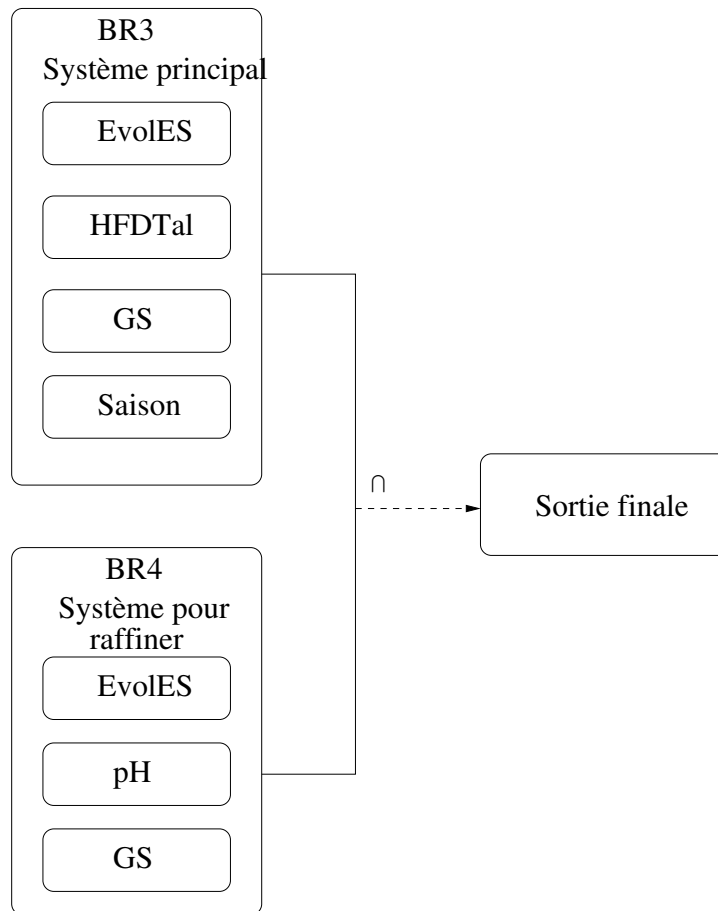 BR3
Système principal
EvolES
HFDTal
GS
Saison
∩
Sortie finale
BR4
Système pour
raffiner
EvolES
pH
GS